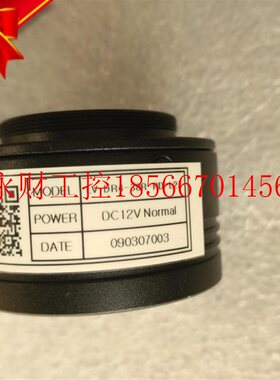 永财工控18566701456
MODEL
POWER DC12V Normal
DATE 090307003